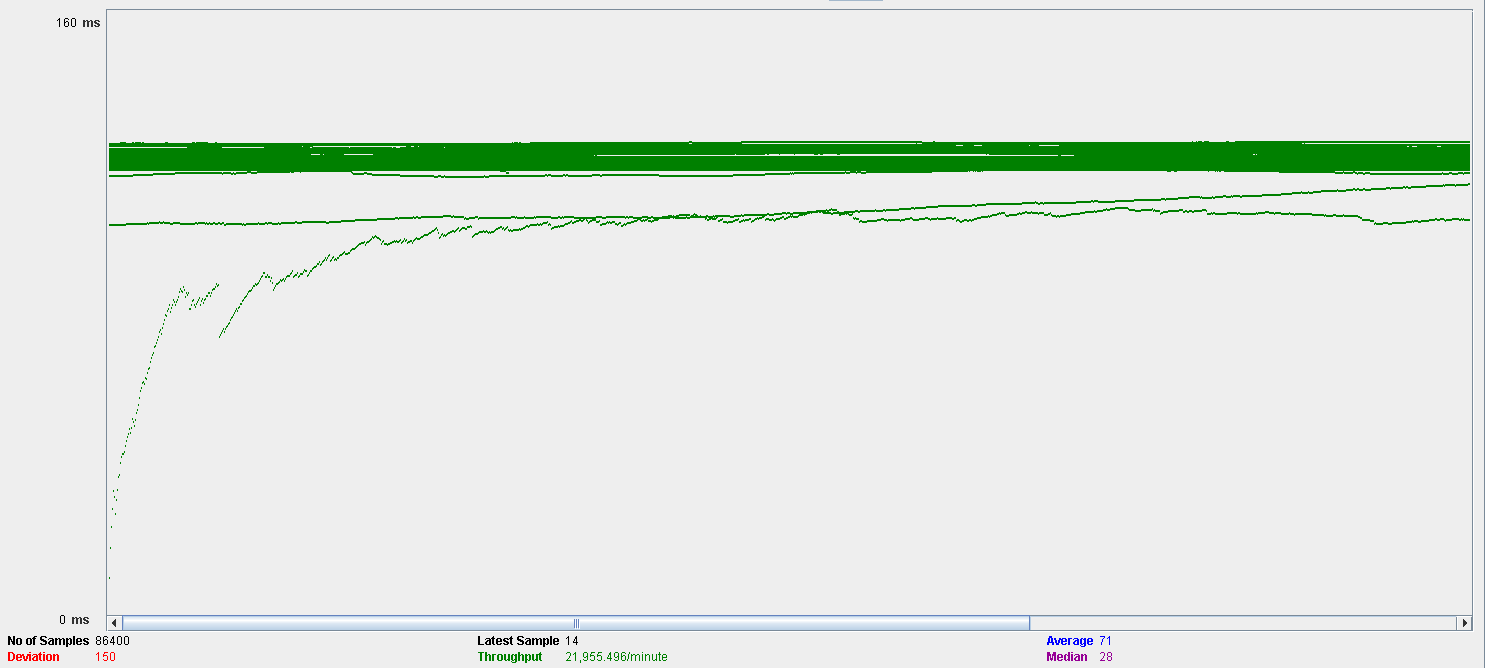 160 ms
0 ms
No of Samples 86400 Latest Sample 14 Average 71
Deviation 150 Throughput 21,955.496/minute Median 28